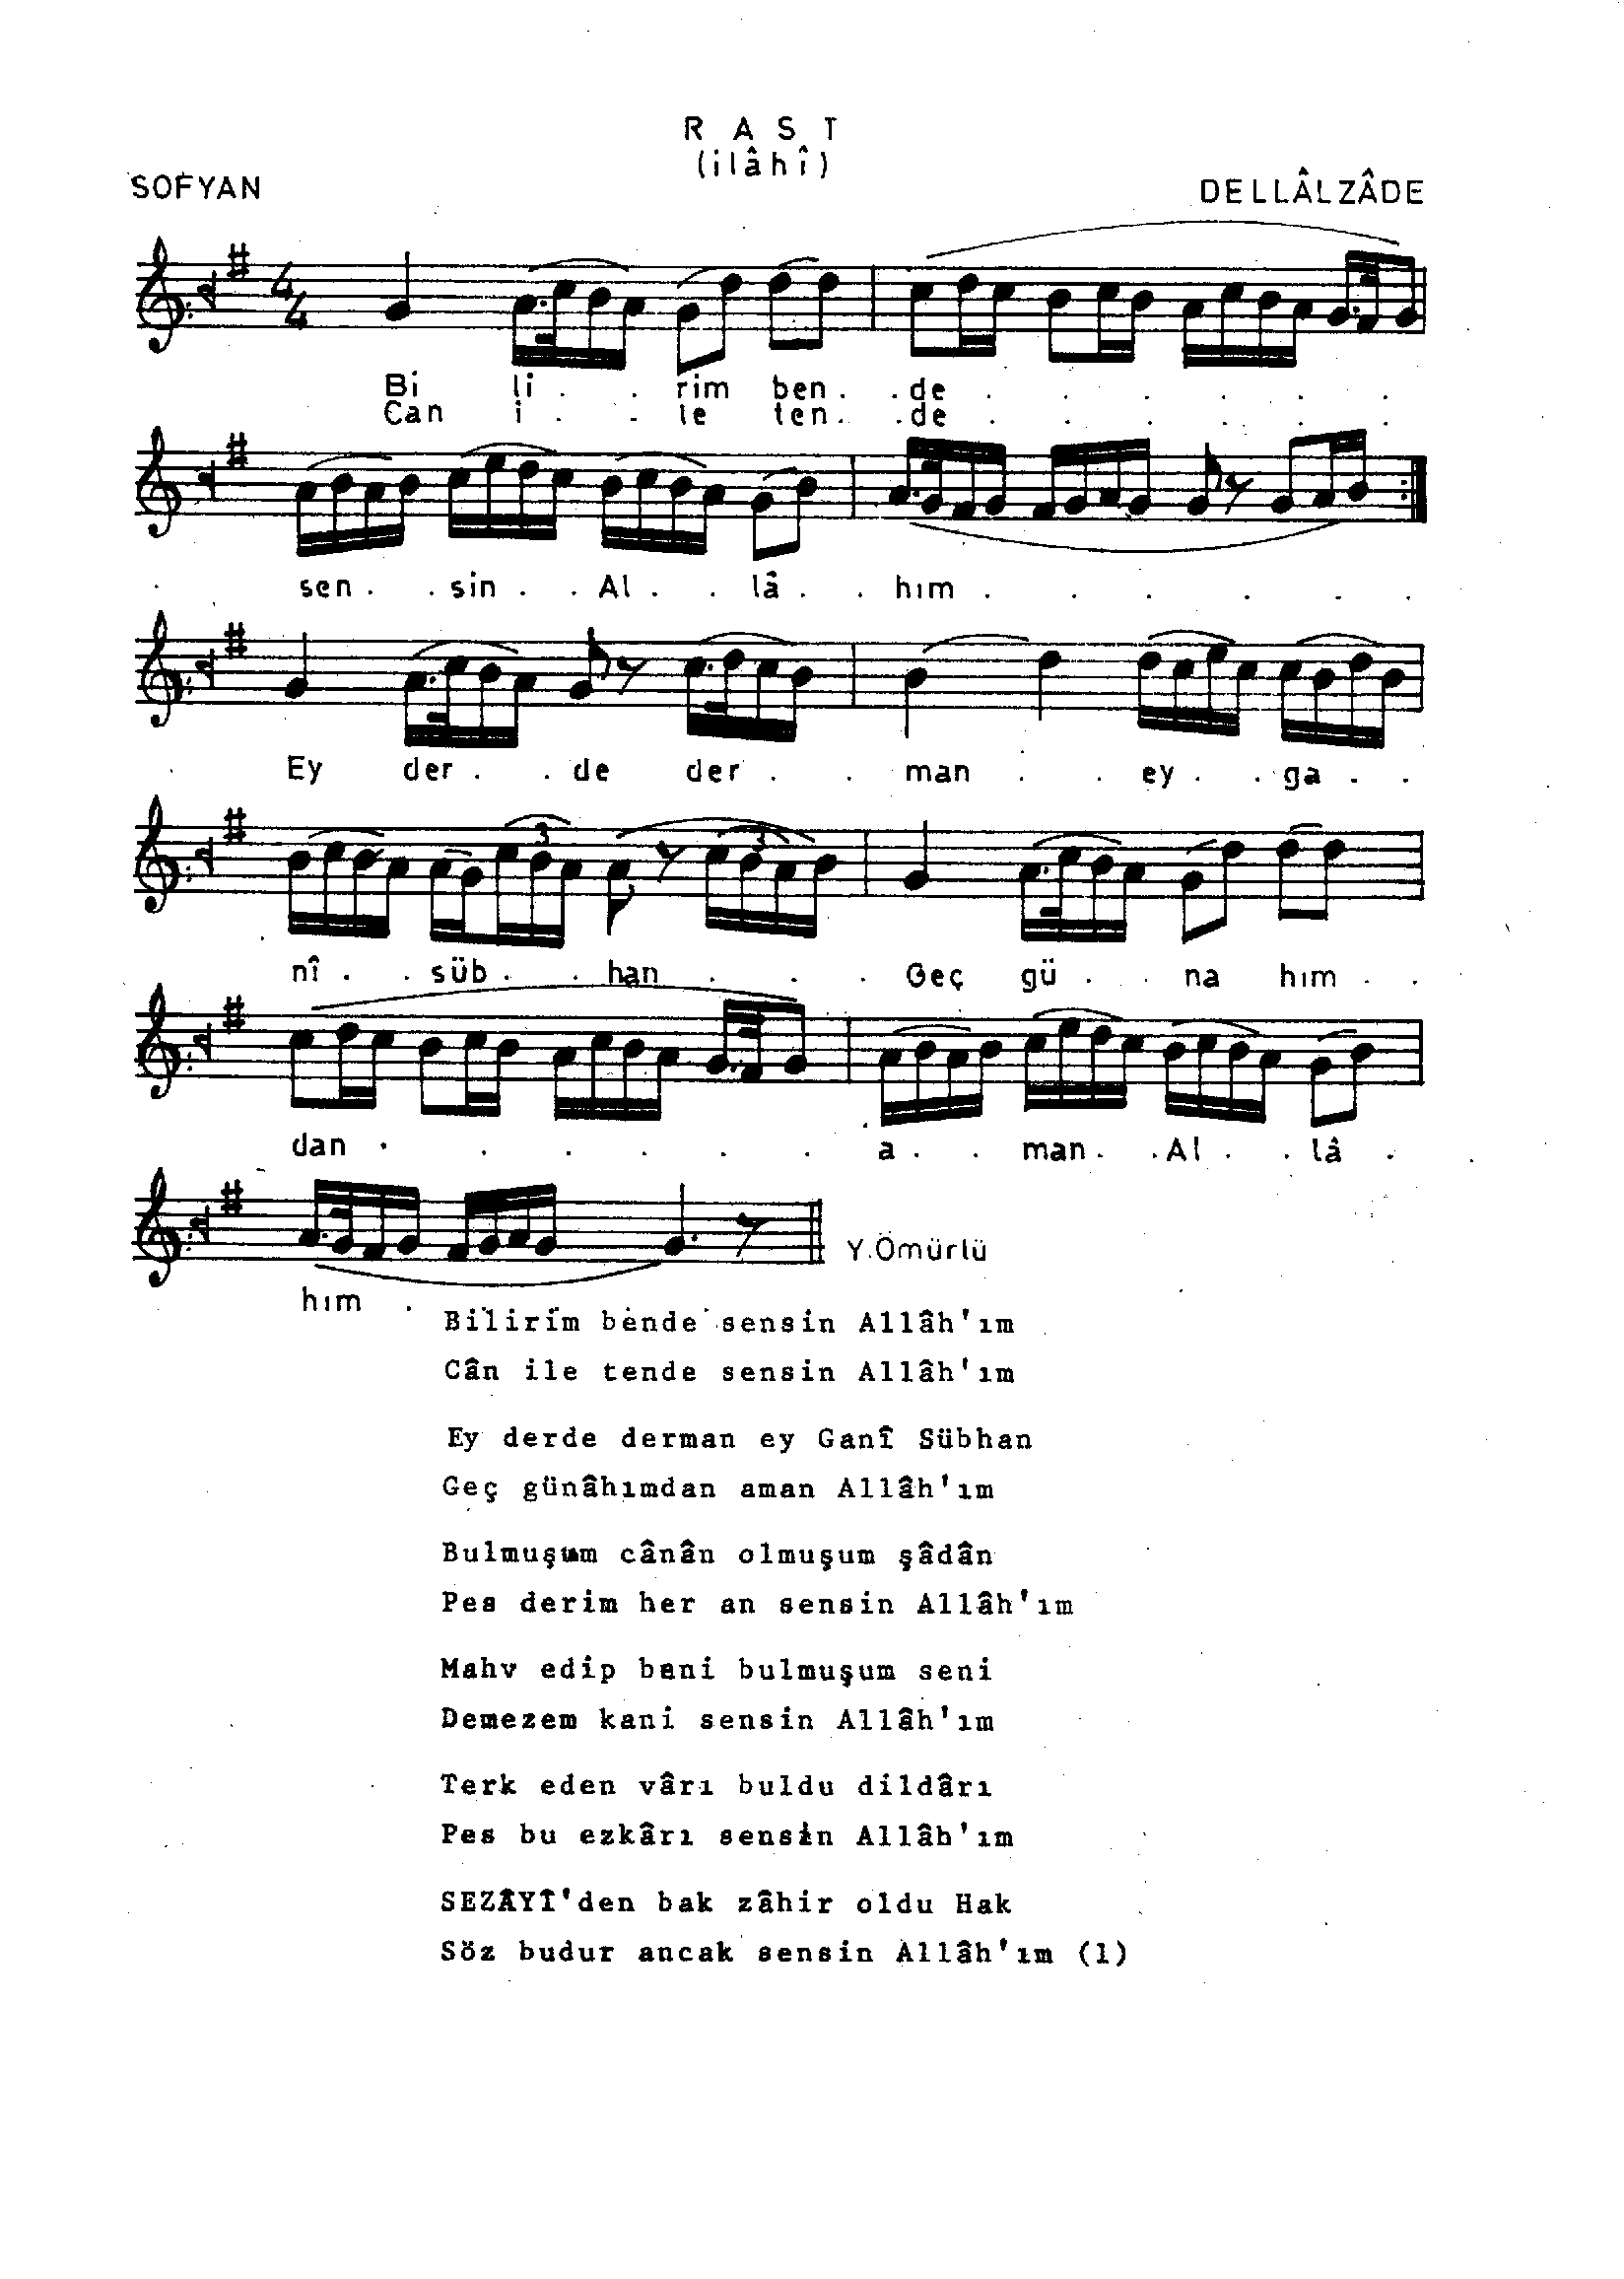 R A S T
(ilâhî)
SOFYAN
DELLÂLZÂDE
4
4
Bi li . . rim ben . . de . . . . . .
Can i . . le ten . . de . . . . . .
sen . . sin . . Al . . lâ . . hım . . . . . .
Ey der . . de der . . man . . ey . . ga . .
3 3
nî . . süb . . han . . . Geç gü . . na hım . .
dan . . . . . . a . . man . . Al . . lâ .
Y.Ömürlü
hım .
Bilirim bende sensin Allâh'ım
Cân ile tende sensin Allâh'ım
Ey derde derman ey Ganî Sübhan
Geç günâhımdan aman Allâh'ım
Bulmuşum cânân olmuşum şâdân
Pes derim her an sensin Allâh'ım
Mahv edip beni bulmuşum seni
Demezem kani sensin Allâh'ım
Terk eden vârı buldu dildârı
Pes bu ezkârı sensin Allâh'ım
SEZÂYÎ'den bak zâhir oldu Hak
Söz budur ancak sensin Allâh'ım (1)